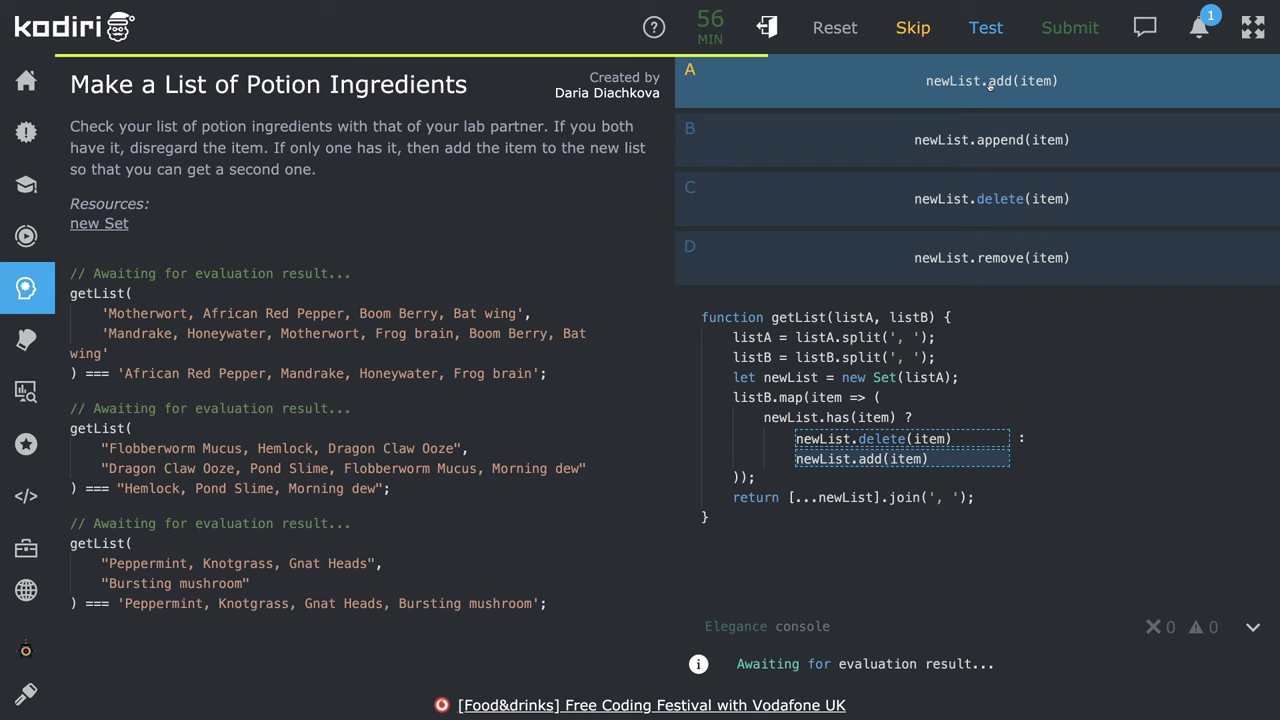 kodiri
?
56
MIN
Reset
Skip
Test
Submit
1
Make a List of Potion Ingredients
Created by
Daria Diachkova
Check your list of potion ingredients with that of your lab partner. If you both
have it, disregard the item. If only one has it, then add the item to the new list
so that you can get a second one.
Resources:
new Set
// Awaiting for evaluation result...
getList(
'Motherwort, African Red Pepper, Boom Berry, Bat wing',
'Mandrake, Honeywater, Motherwort, Frog brain, Boom Berry, Bat
wing'
) === 'African Red Pepper, Mandrake, Honeywater, Frog brain';
// Awaiting for evaluation result...
getList(
"Flobberworm Mucus, Hemlock, Dragon Claw Ooze",
"Dragon Claw Ooze, Pond Slime, Flobberworm Mucus, Morning dew"
) === "Hemlock, Pond Slime, Morning dew";
// Awaiting for evaluation result...
getList(
"Peppermint, Knotgrass, Gnat Heads",
"Bursting mushroom"
) === 'Peppermint, Knotgrass, Gnat Heads, Bursting mushroom';
A
newList.add(item)
B
newList.append(item)
C
newList.delete(item)
D
newList.remove(item)
function getList(listA, listB) {
listA = listA.split(', ');
listB = listB.split(', ');
let newList = new Set(listA);
listB.map(item => (
newList.has(item) ?
newList.delete(item) :
newList.add(item)
));
return [...newList].join(', ');
}
Elegance console
0
0
Awaiting for evaluation result...
[Food&drinks] Free Coding Festival with Vodafone UK